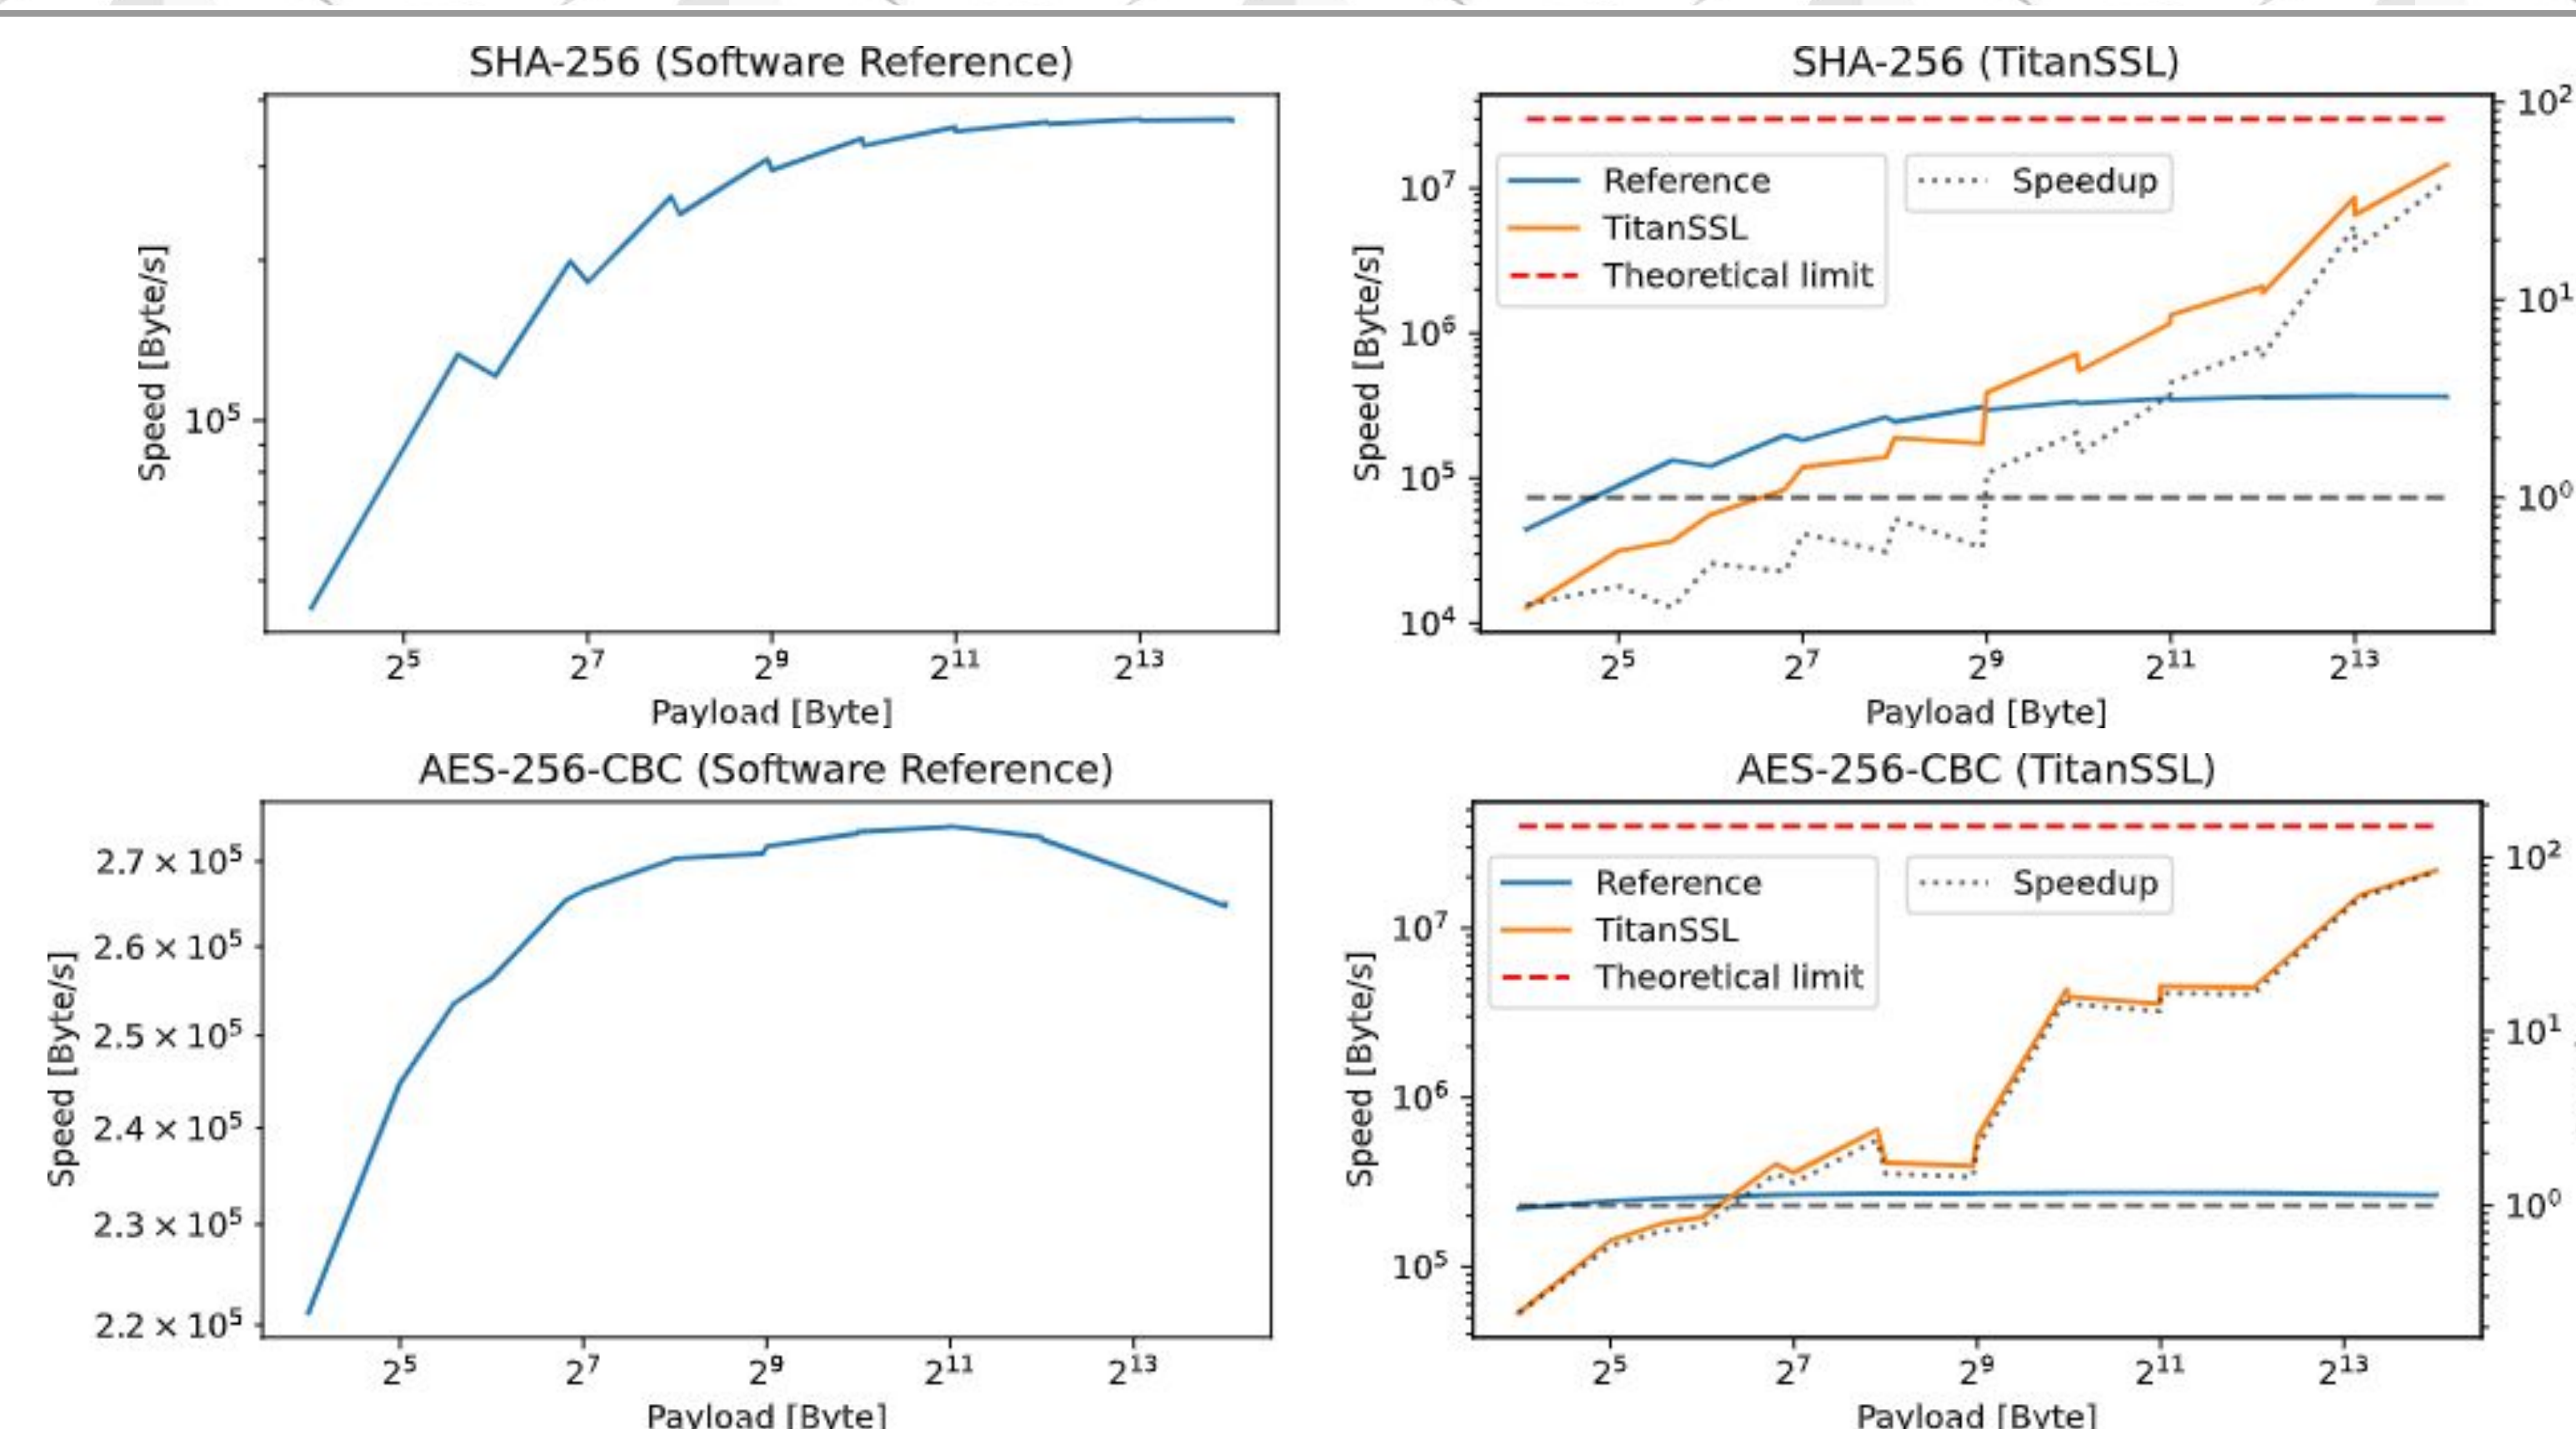 SHA-256 (Software Reference)
Speed [Byte/s]
10⁵
2⁵ 2⁷ 2⁹ 2¹¹ 2¹³
Payload [Byte]
SHA-256 (TitanSSL)
Speed [Byte/s]
10⁷
10⁶
10⁵
10⁴
Reference
TitanSSL
Theoretical limit
Speedup
10²
10¹
10⁰
2⁵ 2⁷ 2⁹ 2¹¹ 2¹³
Payload [Byte]
AES-256-CBC (Software Reference)
Speed [Byte/s]
2.7 × 10⁵
2.6 × 10⁵
2.5 × 10⁵
2.4 × 10⁵
2.3 × 10⁵
2.2 × 10⁵
2⁵ 2⁷ 2⁹ 2¹¹ 2¹³
Payload [Byte]
AES-256-CBC (TitanSSL)
Speed [Byte/s]
10⁷
10⁶
10⁵
Reference
TitanSSL
Theoretical limit
Speedup
10²
10¹
10⁰
2⁵ 2⁷ 2⁹ 2¹¹ 2¹³
Payload [Byte]